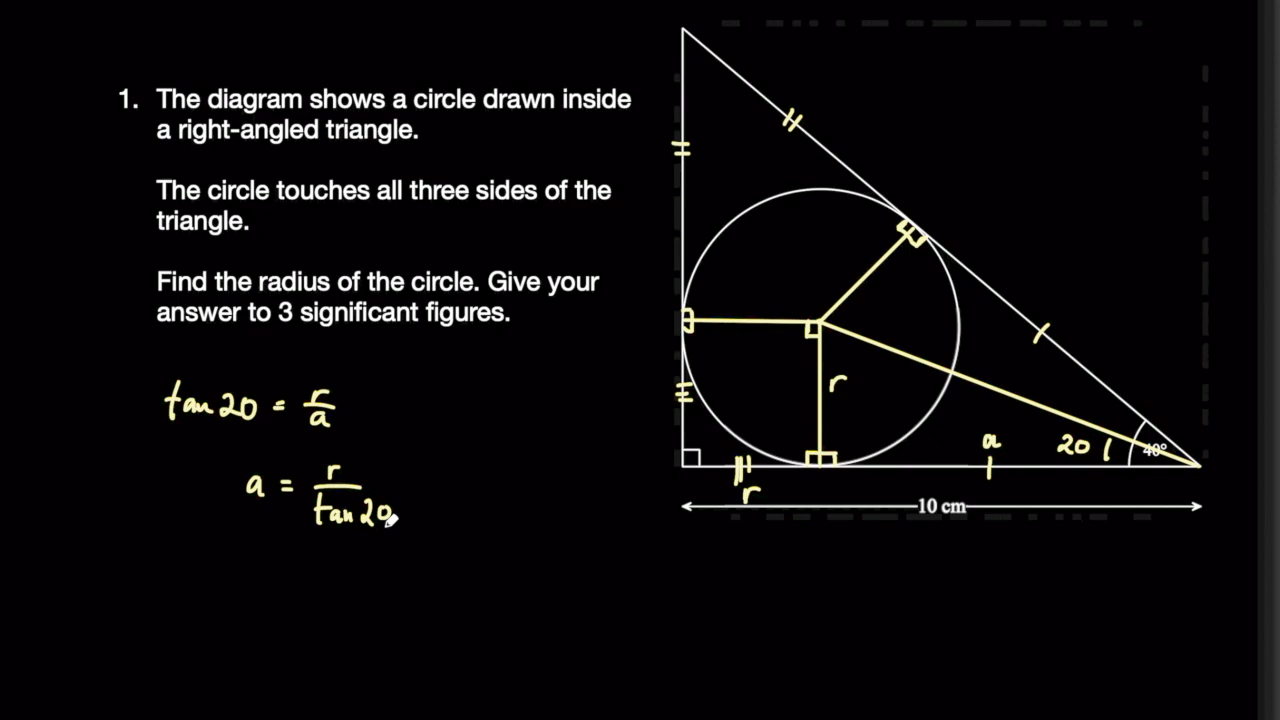 1. The diagram shows a circle drawn inside
a right-angled triangle.
The circle touches all three sides of the
triangle.
Find the radius of the circle. Give your
answer to 3 significant figures.
tan 20 = r/a
a = r/tan 20
r
a
20
40°
r
10 cm